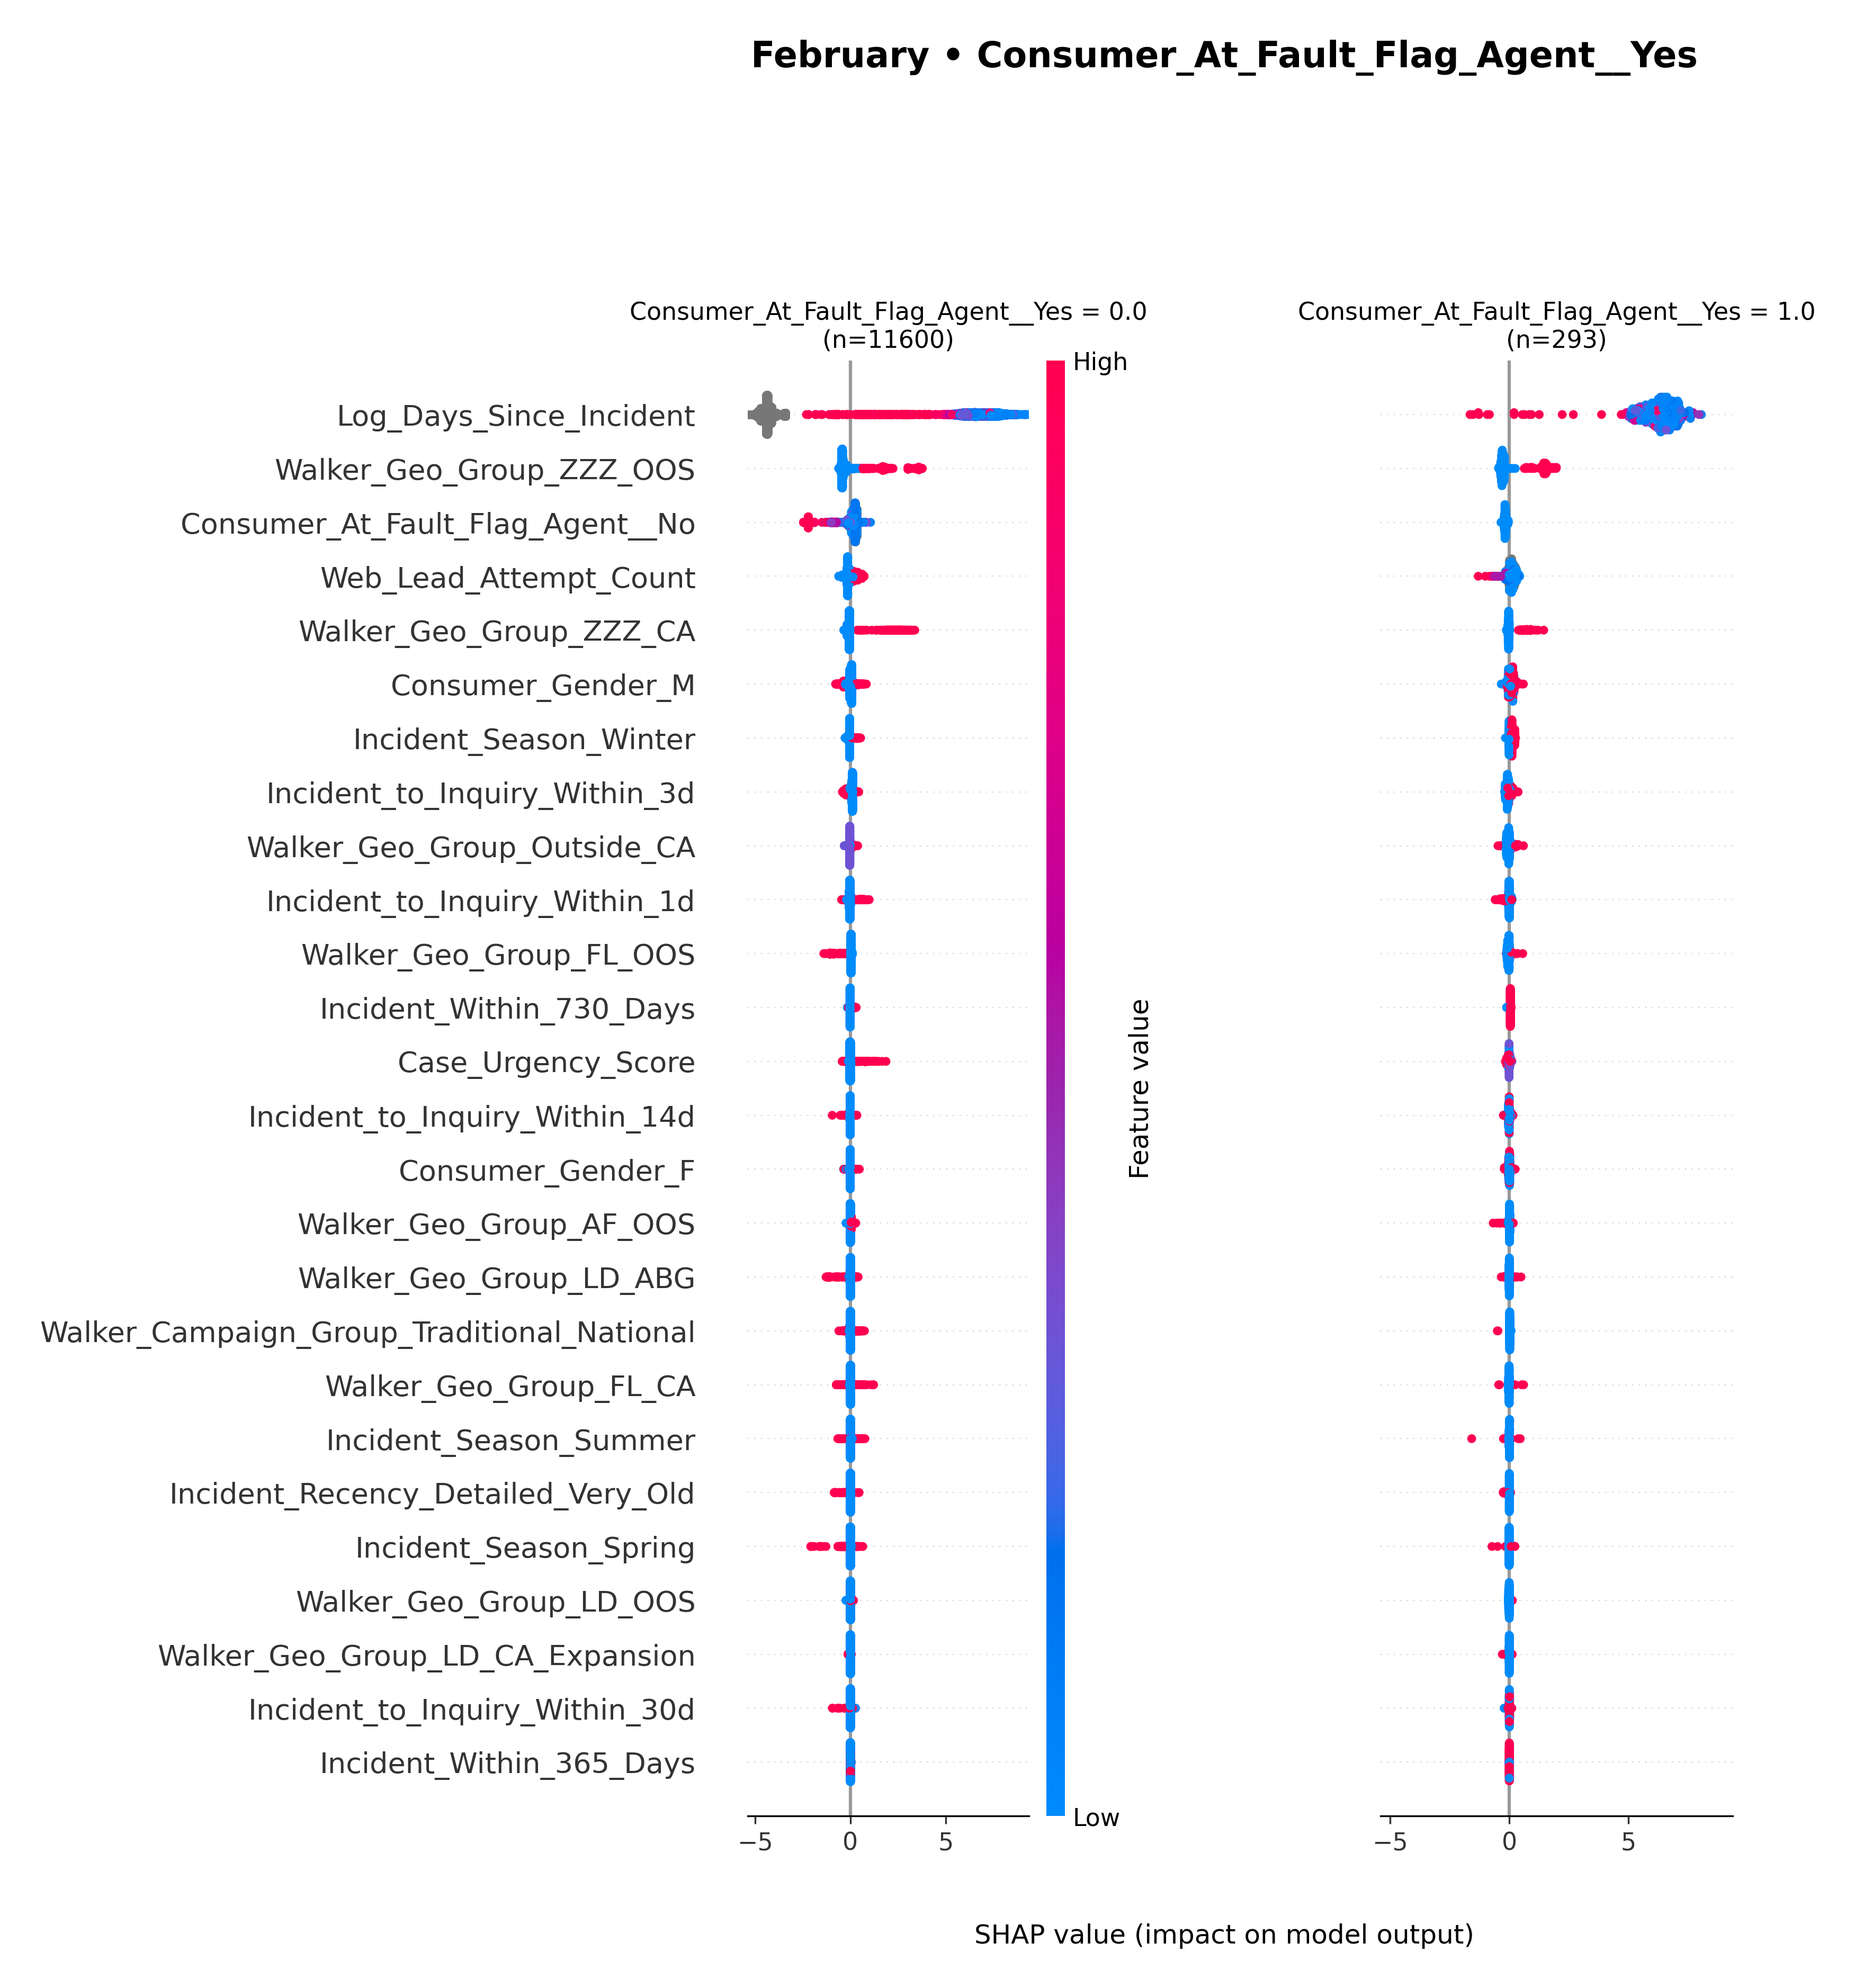 February • Consumer_At_Fault_Flag_Agent__Yes
Consumer_At_Fault_Flag_Agent__Yes = 0.0
(n=11600)
Consumer_At_Fault_Flag_Agent__Yes = 1.0
(n=293)
High
Log_Days_Since_Incident
Walker_Geo_Group_ZZZ_OOS
Consumer_At_Fault_Flag_Agent__No
Web_Lead_Attempt_Count
Walker_Geo_Group_ZZZ_CA
Consumer_Gender_M
Incident_Season_Winter
Incident_to_Inquiry_Within_3d
Walker_Geo_Group_Outside_CA
Incident_to_Inquiry_Within_1d
Walker_Geo_Group_FL_OOS
Incident_Within_730_Days
Case_Urgency_Score
Incident_to_Inquiry_Within_14d
Consumer_Gender_F
Walker_Geo_Group_AF_OOS
Walker_Geo_Group_LD_ABG
Walker_Campaign_Group_Traditional_National
Walker_Geo_Group_FL_CA
Incident_Season_Summer
Incident_Recency_Detailed_Very_Old
Incident_Season_Spring
Walker_Geo_Group_LD_OOS
Walker_Geo_Group_LD_CA_Expansion
Incident_to_Inquiry_Within_30d
Incident_Within_365_Days
Feature value
Low
−5 0 5
−5 0 5
SHAP value (impact on model output)